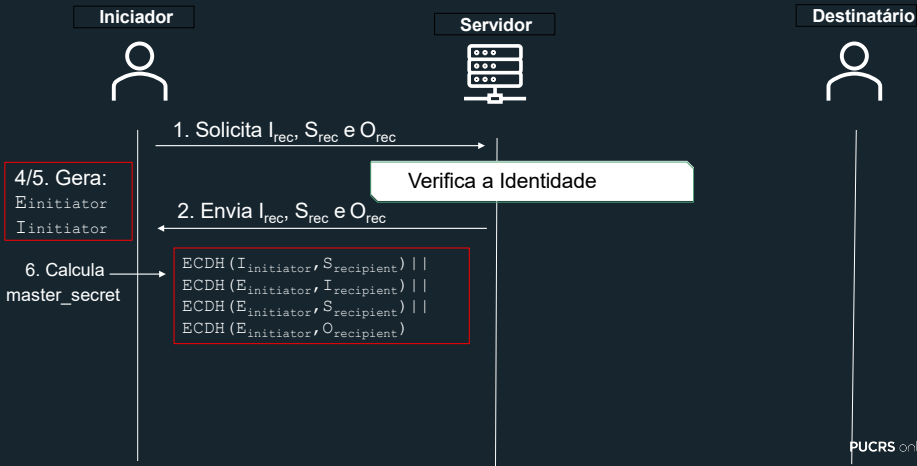 Iniciador
Servidor
Destinatário
1. Solicita Irec, Srec e Orec
Verifica a Identidade
4/5. Gera:
Einitiator
Iinitiator
2. Envia Irec, Srec e Orec
6. Calcula
master_secret
ECDH(Iinitiator,Srecipient)||
ECDH(Einitiator,Irecipient)||
ECDH(Einitiator,Srecipient)||
ECDH(Einitiator,Orecipient)
PUCRS onl